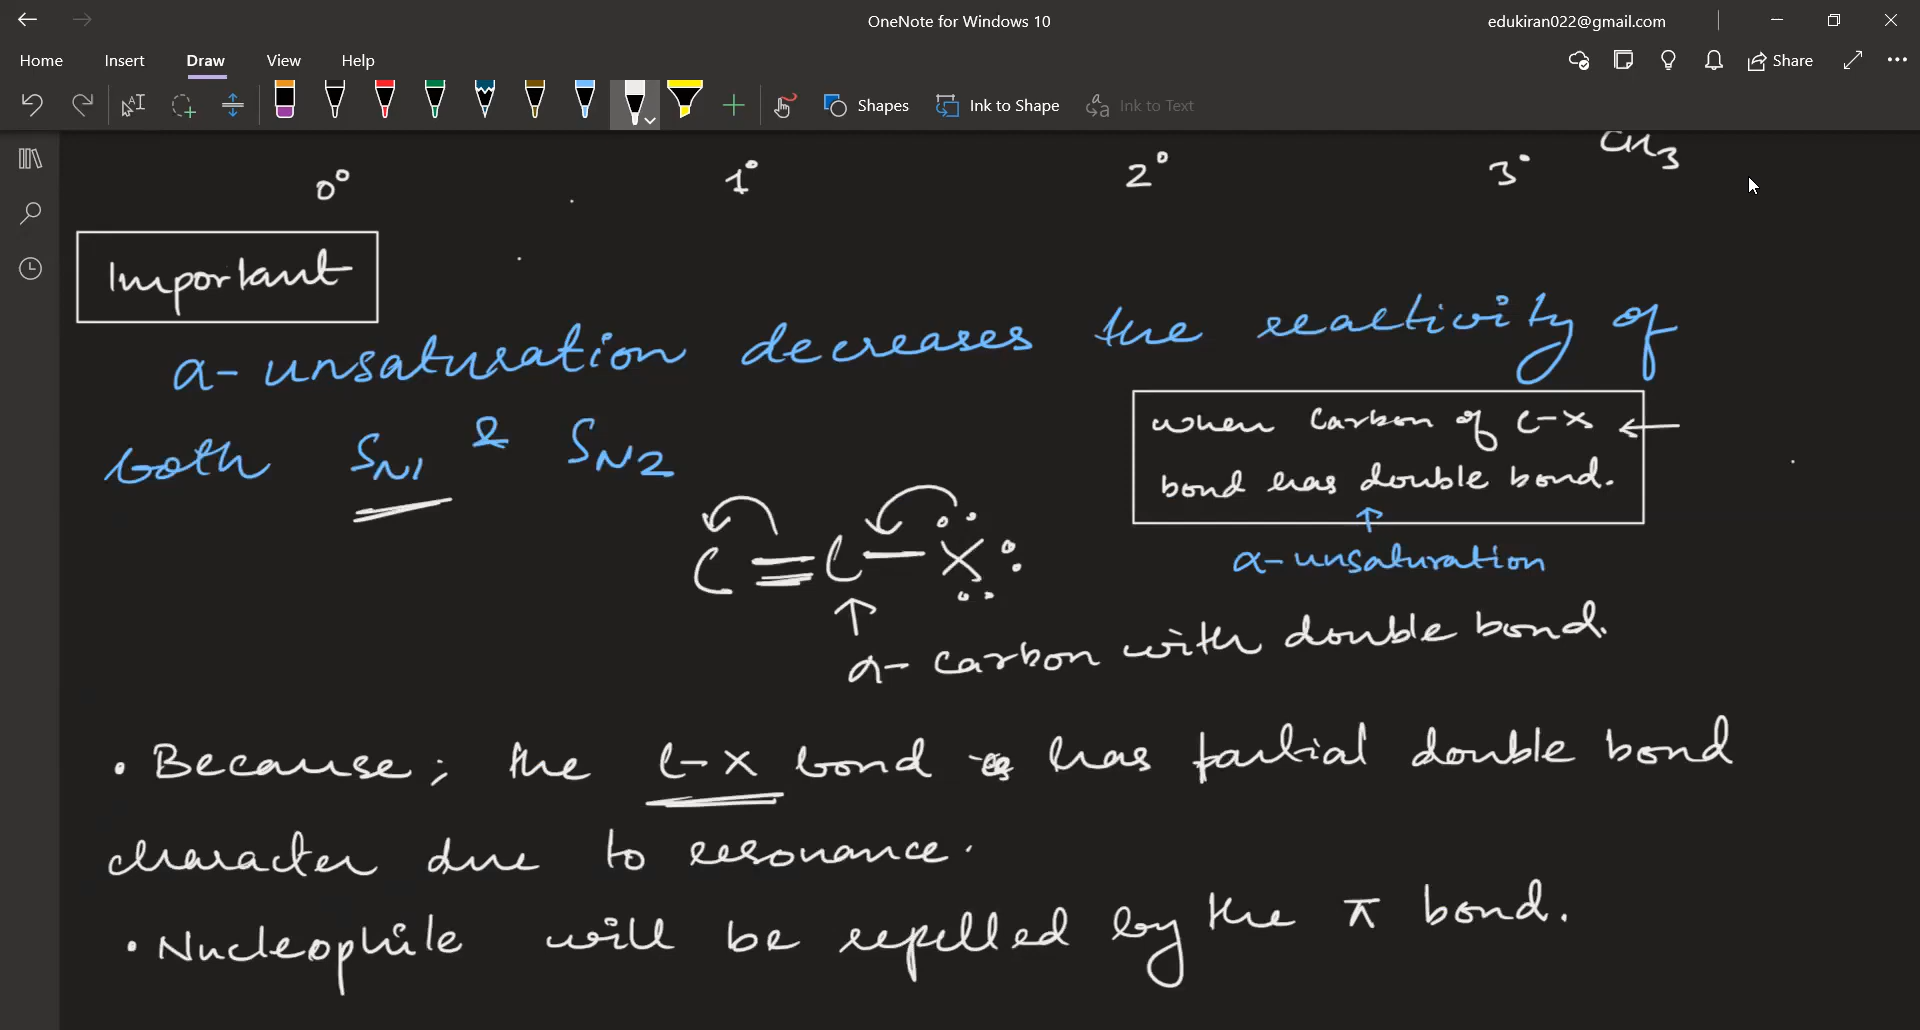 OneNote for Windows 10
edukiran022@gmail.com
Home Insert Draw View Help
Share
Shapes Ink to Shape Ink to Text
CH3
0° 1° 2° 3°
Important
α- unsaturation decreases the reactivity of
both SN1 & SN2
when Carbon of C-X ←
bond has double bond.
↑
α- unsaturation
C = C - X
↑
α- carbon with double bond.
• Because; the C-X bond has partial double bond
character due to resonance.
• Nucleophile will be repelled by the π bond.